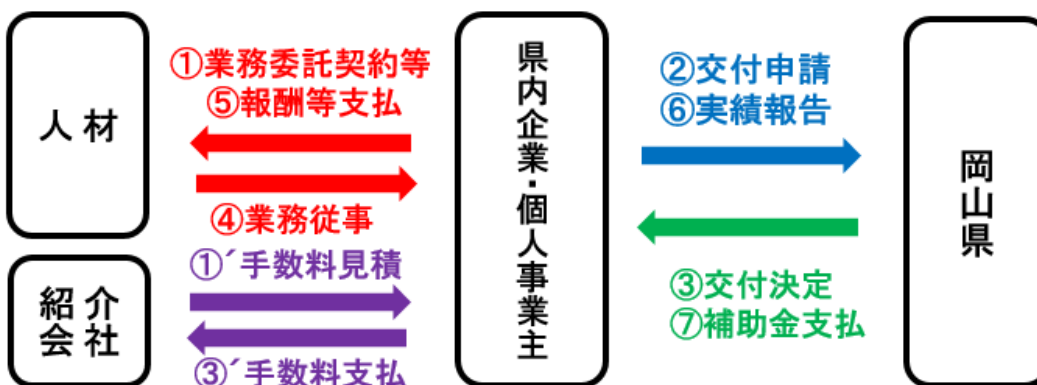 人材
①業務委託契約等
⑤報酬等支払
④業務従事
紹介
会社
①´手数料見積
③´手数料支払
県内企業・個人事業主
②交付申請
⑥実績報告
③交付決定
⑦補助金支払
岡山県